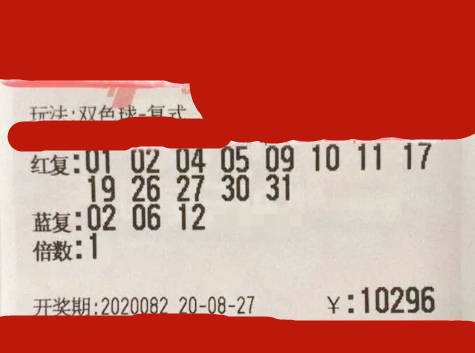 玩法:双色球-复式
红复:01 02 04 05 09 10 11 17
19 26 27 30 31
蓝复:02 06 12
倍数:1
开奖期:2020082 20-08-27 ￥:10296